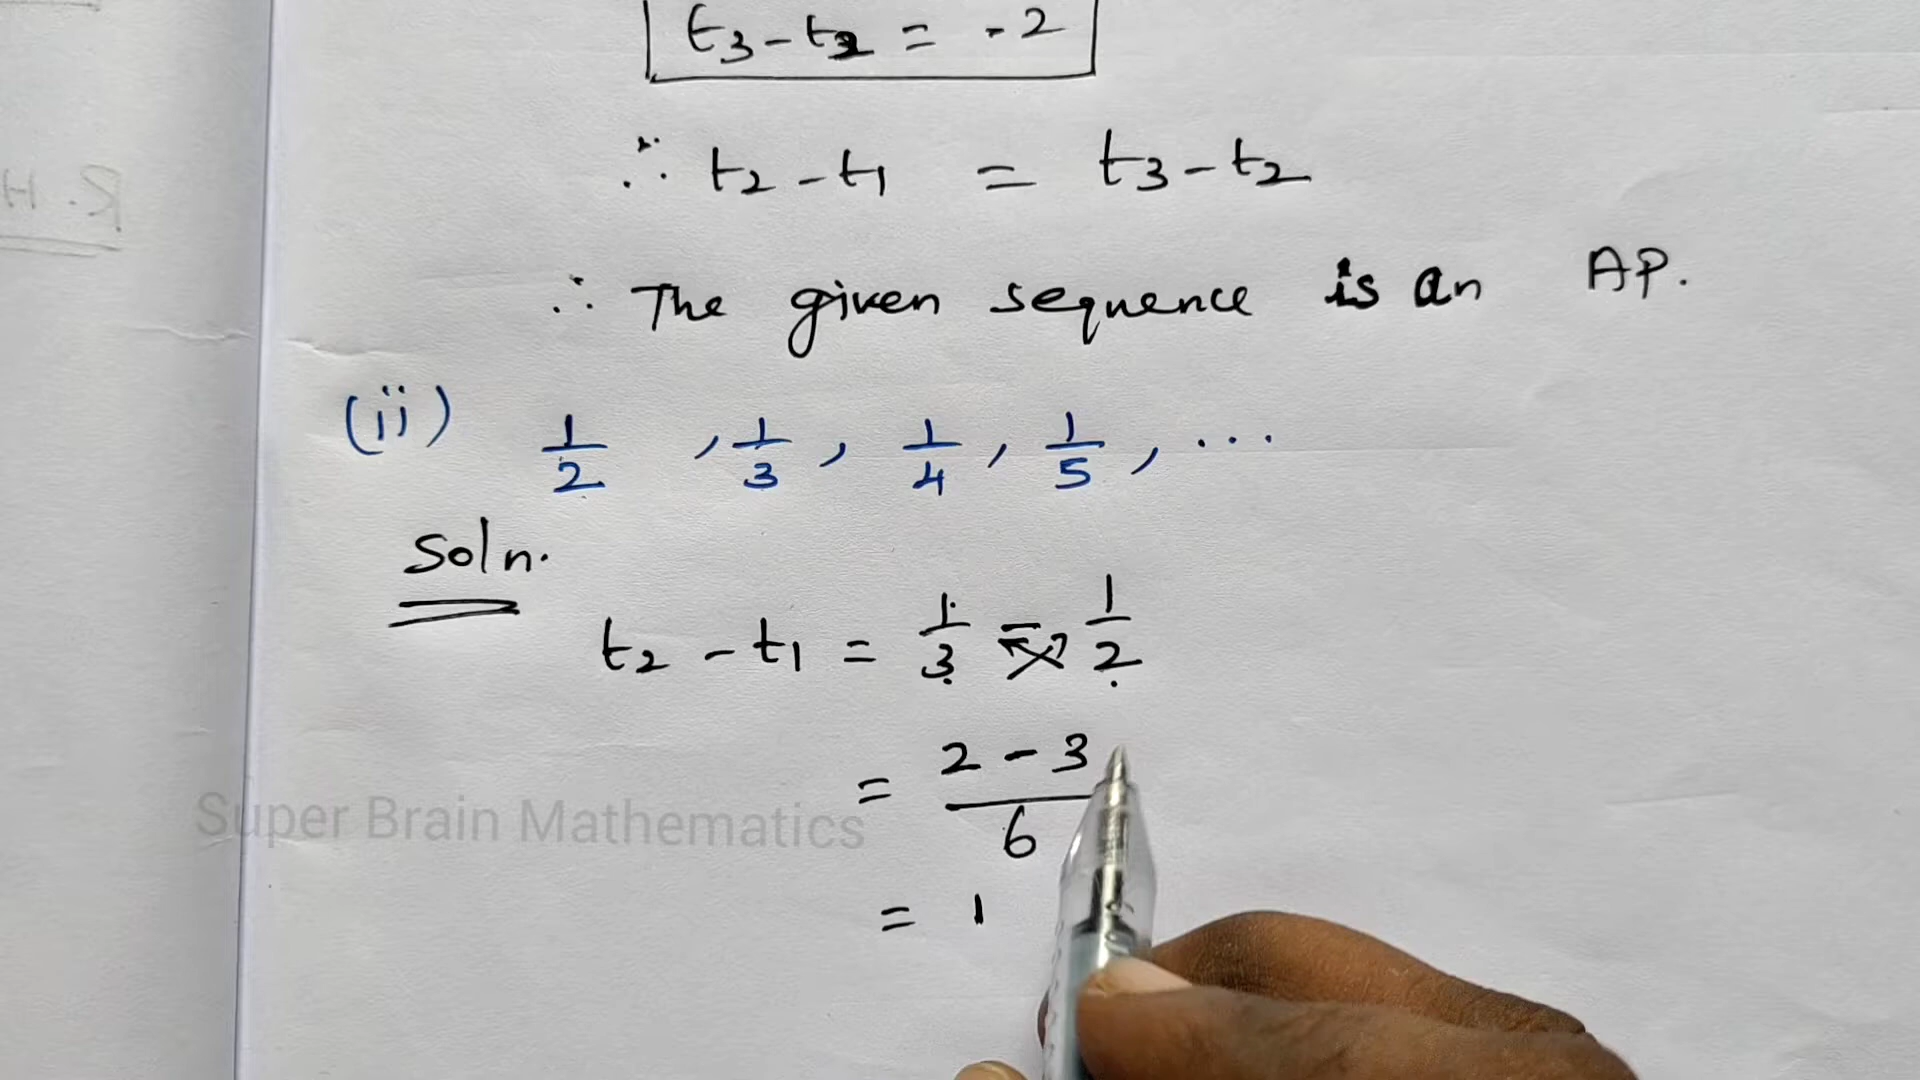 t3 - t2 = -2
∴ t2 - t1 = t3 - t2
∴ The given sequence is an AP.
(ii) 1/2 , 1/3 , 1/4 , 1/5 , ...
Soln.
t2 - t1 = 1/3 - 1/2
= 2 - 3 / 6
= 1
Super Brain Mathematics